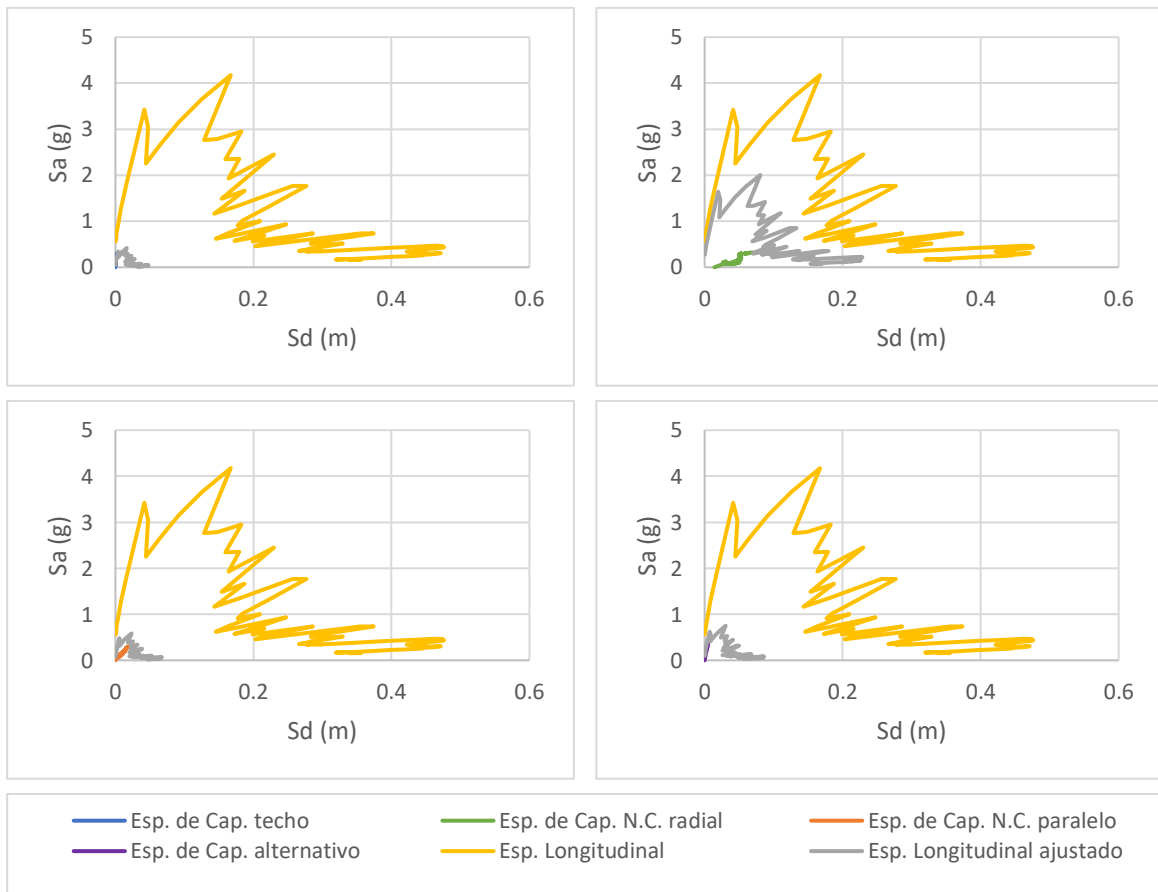 5
4
3
2
1
0
0 0.2 0.4 0.6
Sa (g)
Sd (m)
5
4
3
2
1
0
0 0.2 0.4 0.6
Sa (g)
Sd (m)
5
4
3
2
1
0
0 0.2 0.4 0.6
Sa (g)
Sd (m)
5
4
3
2
1
0
0 0.2 0.4 0.6
Sa (g)
Sd (m)
Esp. de Cap. techo Esp. de Cap. N.C. radial Esp. de Cap. N.C. paralelo
Esp. de Cap. alternativo Esp. Longitudinal Esp. Longitudinal ajustado